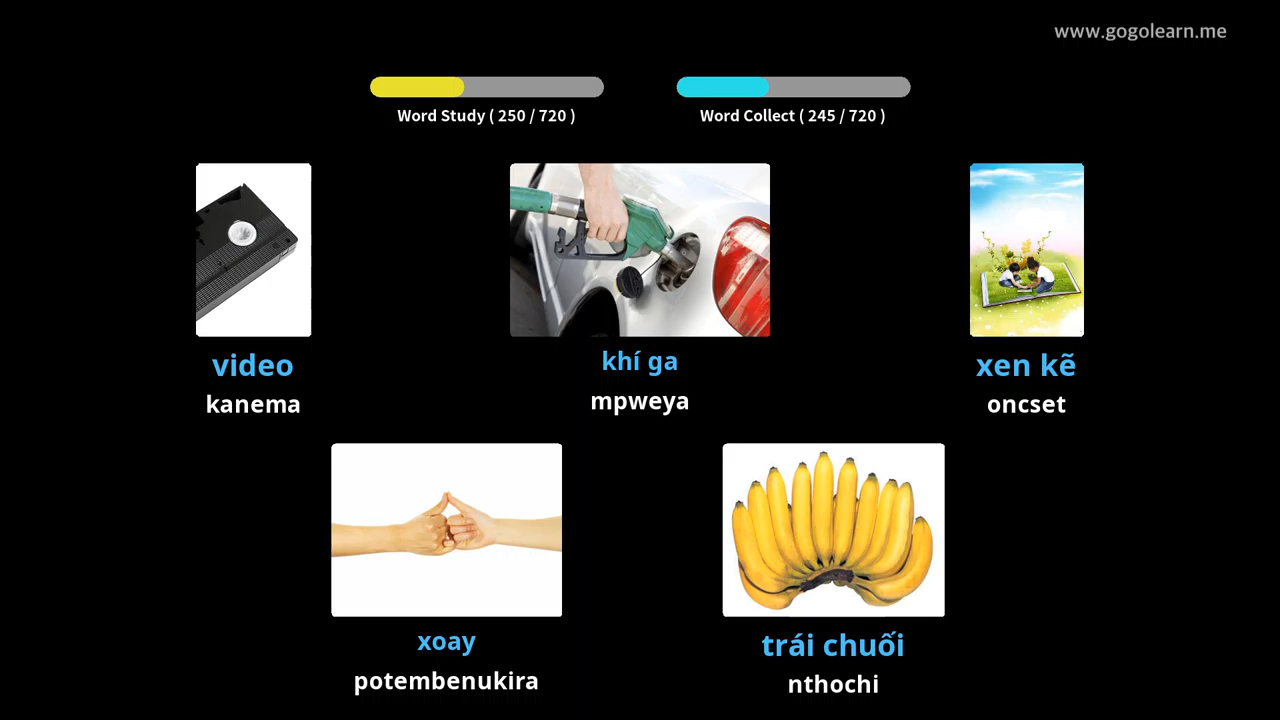 www.gogolearn.me
Word Study ( 250 / 720 )
Word Collect ( 245 / 720 )
video
kanema
khí ga
mpweya
xen kẽ
oncset
xoay
potembenukira
trái chuối
nthochi